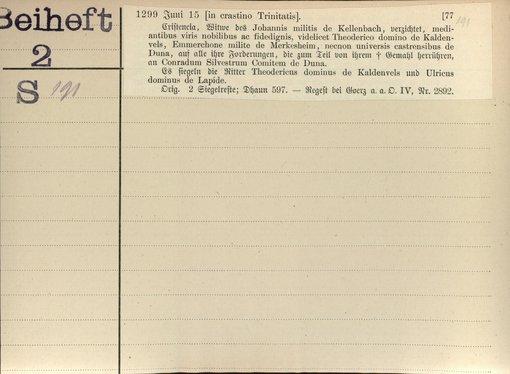 Beiheft
2
S 191
1299 Juni 15 [in crastino Trinitatis]. [77
191
Cristencia, Witwe des Johannis militis de Kellenbach, verzichtet, medi-
antibus viris nobilibus ac fidedignis, videlicet Theoderico domino de Kalden-
vels, Emmerchone milite de Merkesheim, necnon universis castrensibus de
Duna, auf alle ihre Forderungen, die zum Teil von ihrem † Gemahl herrühren,
an Conradum Silvestrum Comitem de Duna.
Es siegeln die Ritter Theodericus dominus de Kaldenvels und Ulricus
dominus de Lapide.
Orig. 2 Siegelreste; Dhaun 597. — Regest bei Goerz a. a. O. IV, Nr. 2892.